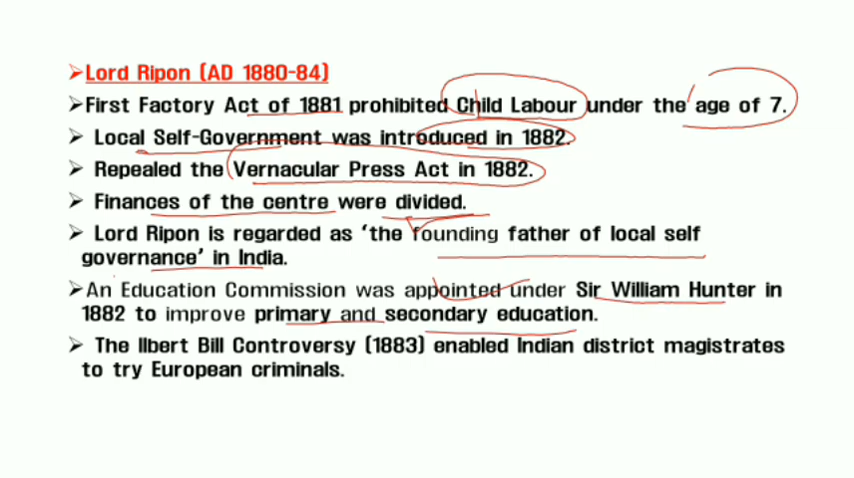 ➢Lord Ripon (AD 1880-84)
➢First Factory Act of 1881 prohibited Child Labour under the age of 7.
➢ Local Self-Government was introduced in 1882.
➢ Repealed the Vernacular Press Act in 1882.
➢ Finances of the centre were divided.
➢ Lord Ripon is regarded as ‘the founding father of local self
governance’ in India.
➢An Education Commission was appointed under Sir William Hunter in
1882 to improve primary and secondary education.
➢ The Ilbert Bill Controversy (1883) enabled Indian district magistrates
to try European criminals.